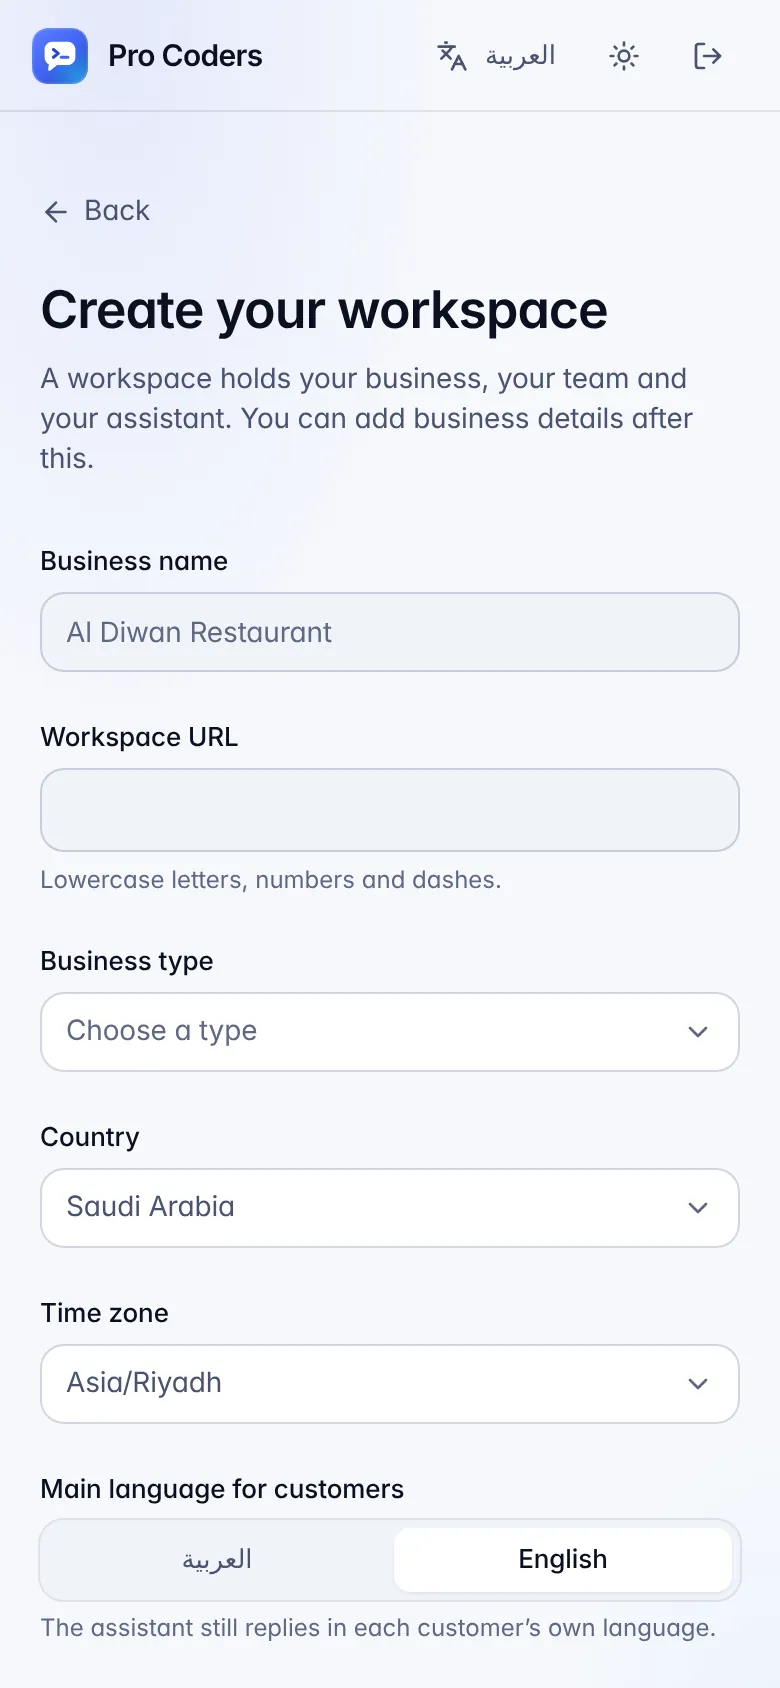 Pro Coders
العربية
Back
Create your workspace
A workspace holds your business, your team and
your assistant. You can add business details after
this.
Business name
Al Diwan Restaurant
Workspace URL
Lowercase letters, numbers and dashes.
Business type
Choose a type
Country
Saudi Arabia
Time zone
Asia/Riyadh
Main language for customers
العربية
English
The assistant still replies in each customer’s own language.